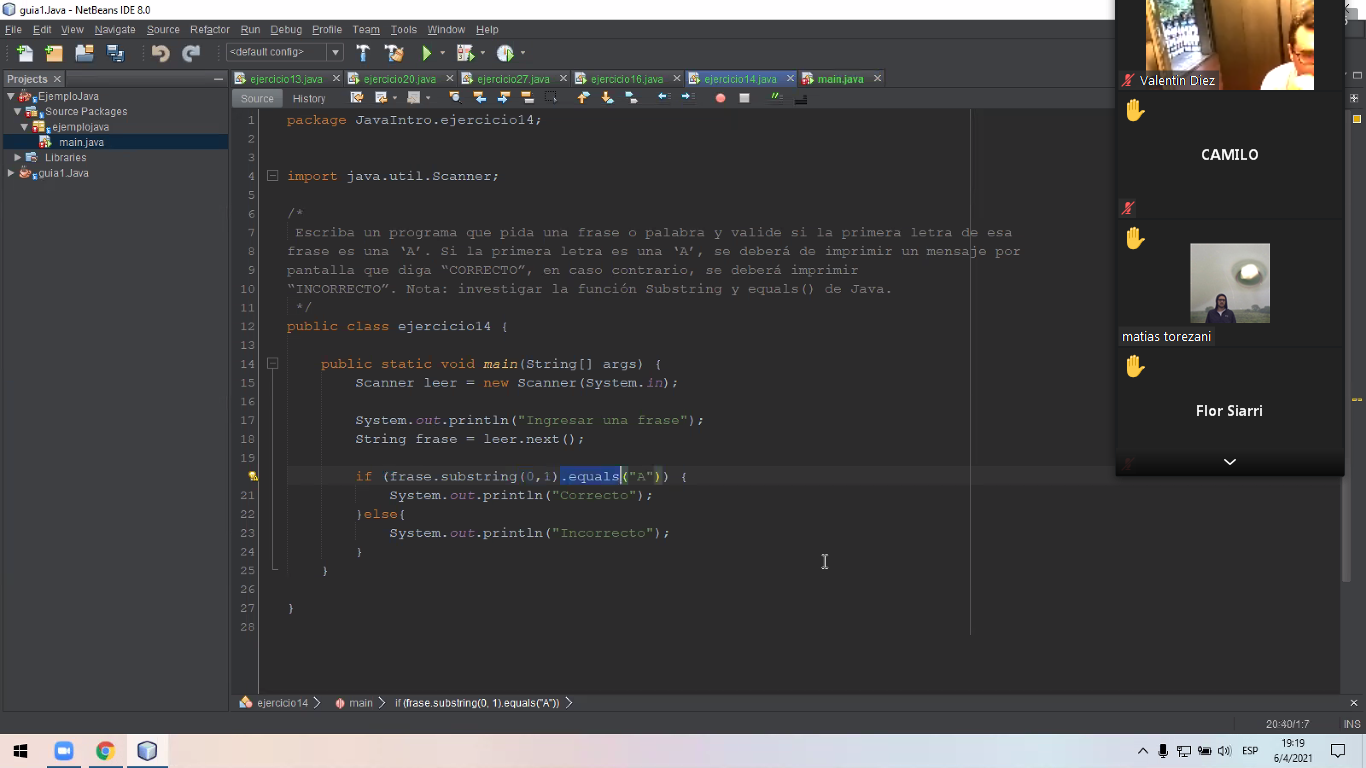 guia1.Java - NetBeans IDE 8.0
File Edit View Navigate Source Refactor Run Debug Profile Team Tools Window Help
<default config>
Projects
ejercicio13.java ejercicio20.java ejercicio27.java ejercicio16.java ejercicio14.java main.java
EjemploJava
Source Packages
ejemplojava
main.java
Libraries
guia1.Java
Source History
1 package JavaIntro.ejercicio14;
2
3
4 import java.util.Scanner;
5
6 /*
7 Escriba un programa que pida una frase o palabra y valide si la primera letra de esa
8 frase es una ‘A’. Si la primera letra es una ‘A’, se deberá de imprimir un mensaje por
9 pantalla que diga “CORRECTO”, en caso contrario, se deberá imprimir
10 “INCORRECTO”. Nota: investigar la función Substring y equals() de Java.
11 */
12 public class ejercicio14 {
13
14 public static void main(String[] args) {
15 Scanner leer = new Scanner(System.in);
16
17 System.out.println("Ingresar una frase");
18 String frase = leer.next();
19
if (frase.substring(0,1).equals("A")) {
21 System.out.println("Correcto");
22 }else{
23 System.out.println("Incorrecto");
24 }
25 }
26
27 }
28
ejercicio14 main if (frase.substring(0, 1).equals("A"))
20:40/1:7 INS
Valentin Diez
CAMILO
matias torezani
Flor Siarri
ESP
19:19
6/4/2021